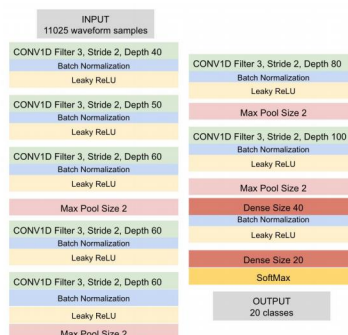 INPUT
11025 waveform samples
CONV1D Filter 3, Stride 2, Depth 40
Batch Normalization
Leaky ReLU
CONV1D Filter 3, Stride 2, Depth 50
Batch Normalization
Leaky ReLU
CONV1D Filter 3, Stride 2, Depth 60
Batch Normalization
Leaky ReLU
Max Pool Size 2
CONV1D Filter 3, Stride 2, Depth 60
Batch Normalization
Leaky ReLU
CONV1D Filter 3, Stride 2, Depth 60
Batch Normalization
Leaky ReLU
Max Pool Size 2
CONV1D Filter 3, Stride 2, Depth 80
Batch Normalization
Leaky ReLU
Max Pool Size 2
CONV1D Filter 3, Stride 2, Depth 100
Batch Normalization
Leaky ReLU
Max Pool Size 2
Dense Size 40
Batch Normalization
Leaky ReLU
Dense Size 20
SoftMax
OUTPUT
20 classes